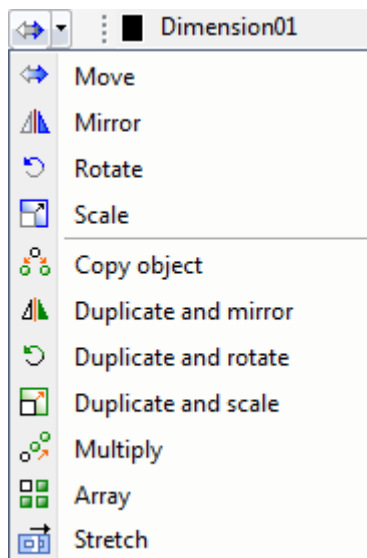 Dimension01
Move
Mirror
Rotate
Scale
Copy object
Duplicate and mirror
Duplicate and rotate
Duplicate and scale
Multiply
Array
Stretch